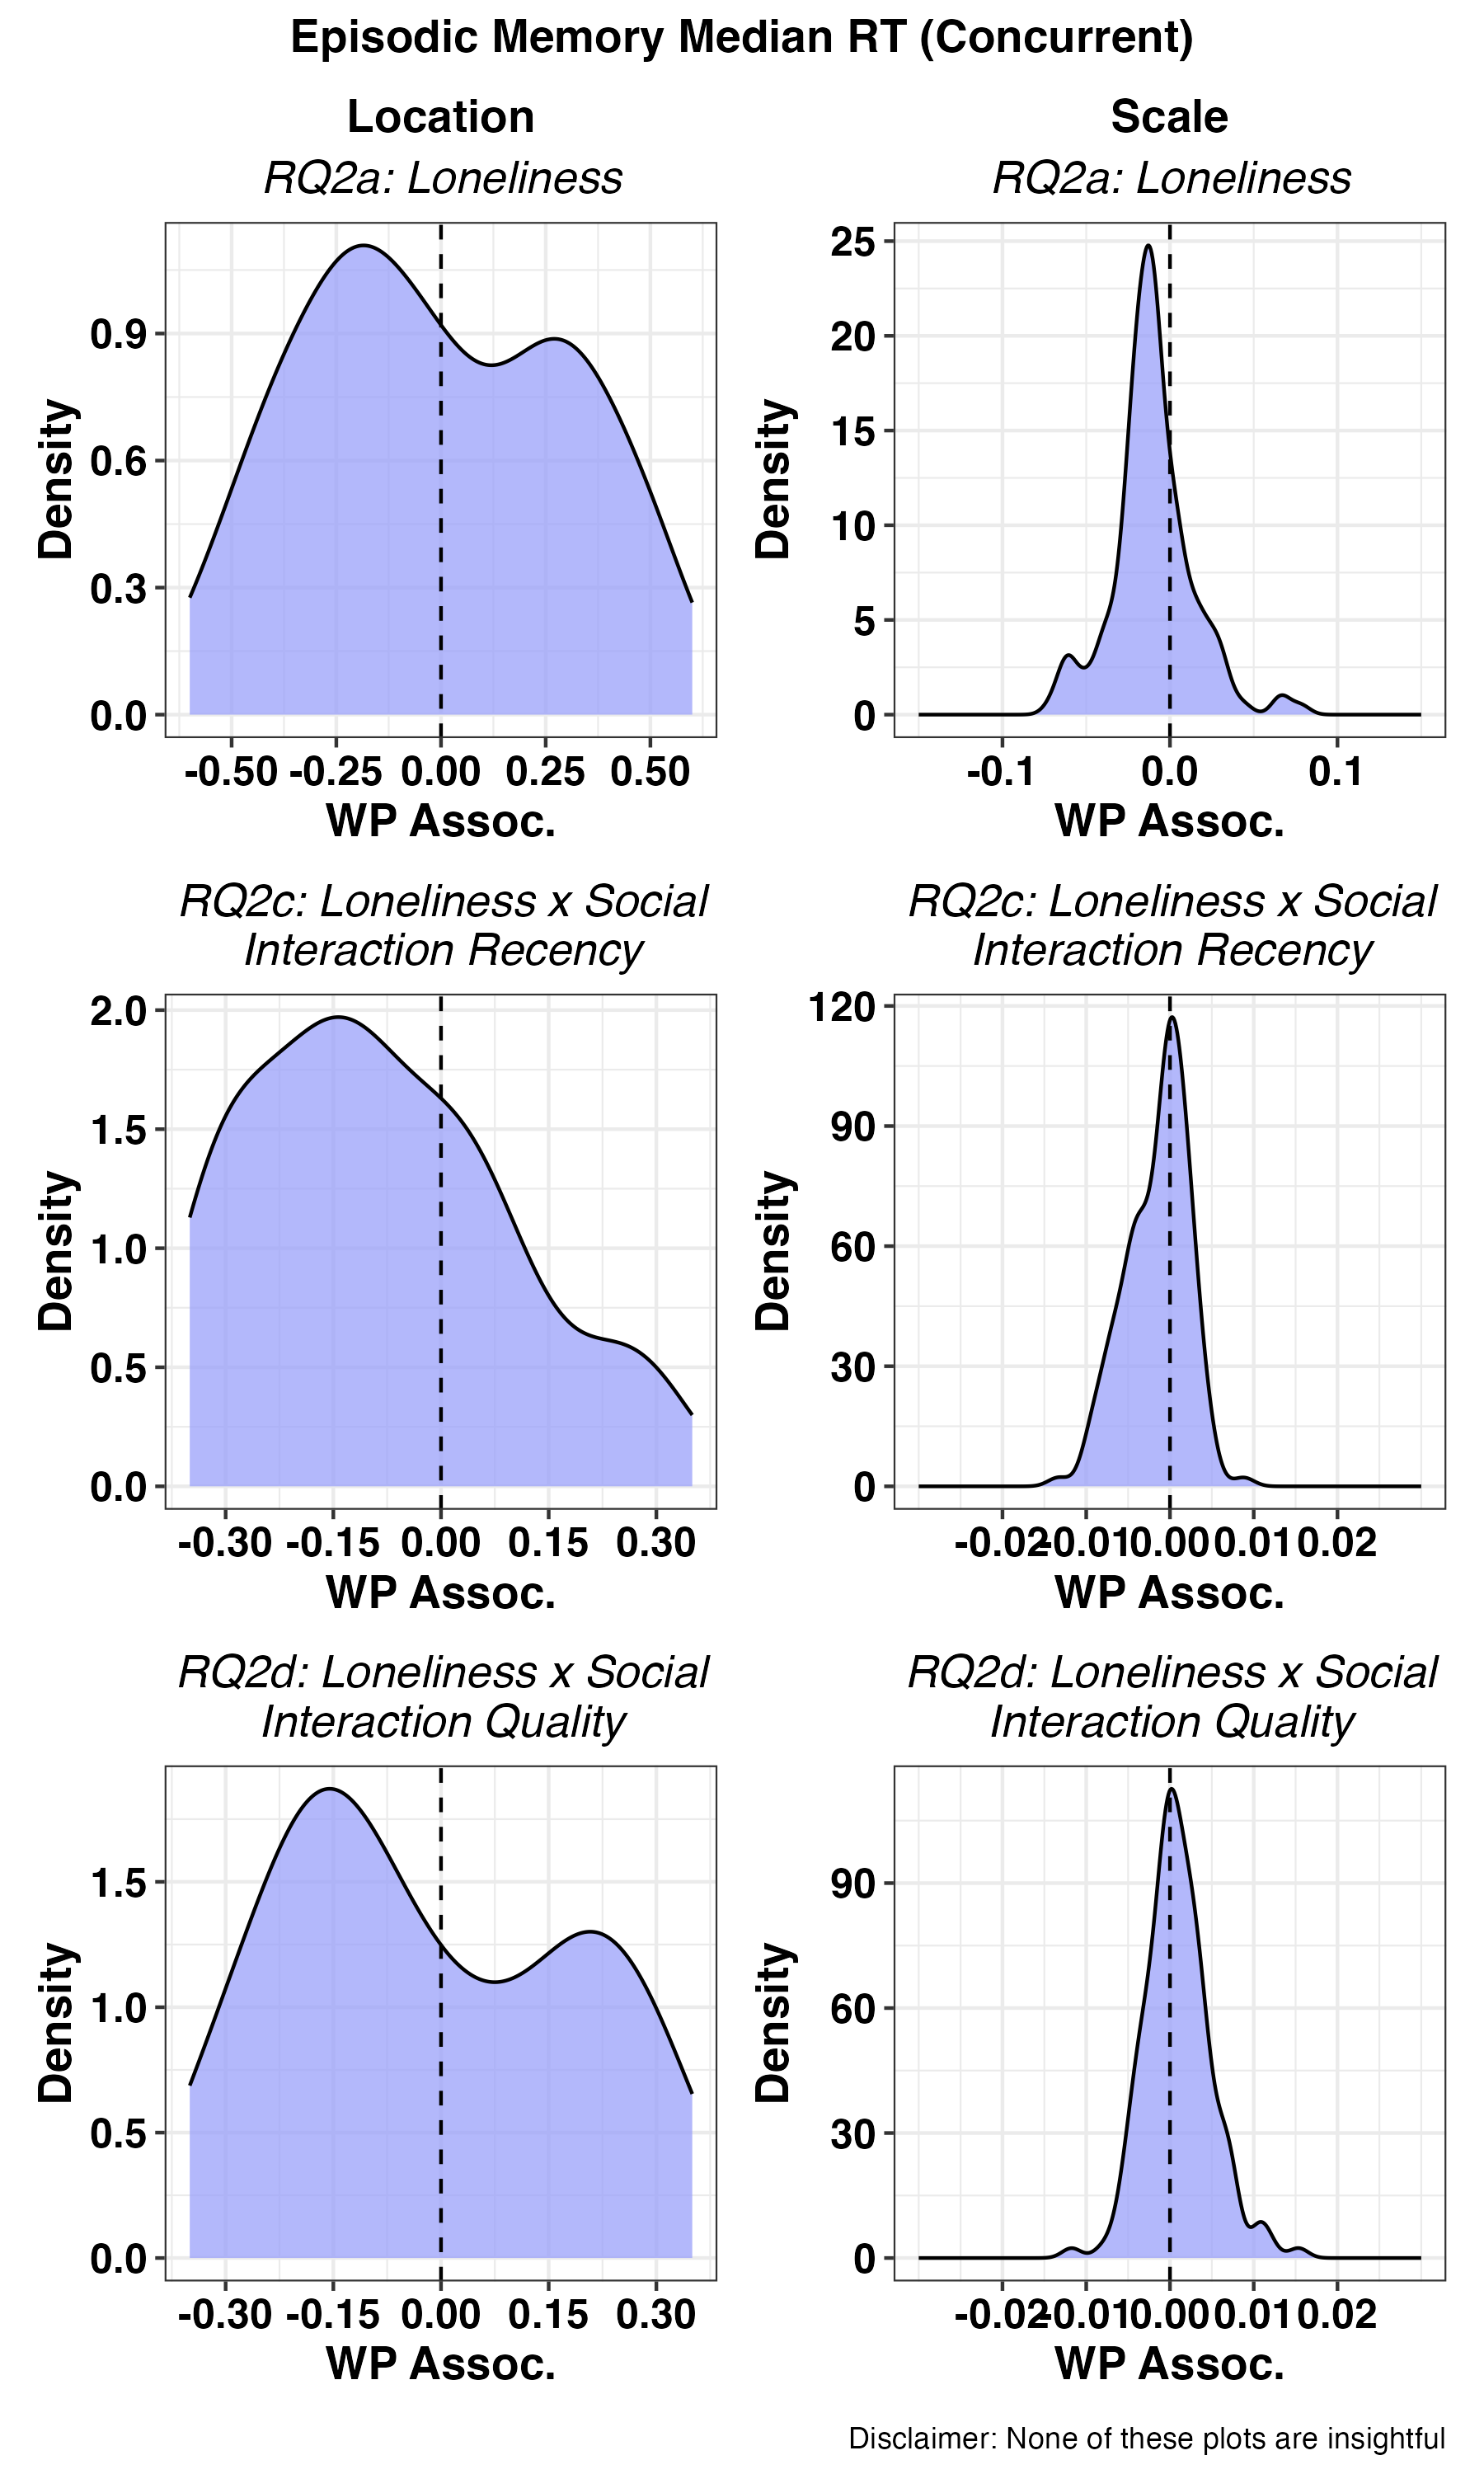 Episodic Memory Median RT (Concurrent)
Location
RQ2a: Loneliness
Density
0.9
0.6
0.3
0.0
-0.50 -0.25 0.00 0.25 0.50
WP Assoc.
Scale
RQ2a: Loneliness
Density
25
20
15
10
5
0
-0.1 0.0 0.1
WP Assoc.
RQ2c: Loneliness x Social
Interaction Recency
Density
2.0
1.5
1.0
0.5
0.0
-0.30 -0.15 0.00 0.15 0.30
WP Assoc.
RQ2c: Loneliness x Social
Interaction Recency
Density
120
90
60
30
0
-0.02 -0.01 0.00 0.01 0.02
WP Assoc.
RQ2d: Loneliness x Social
Interaction Quality
Density
1.5
1.0
0.5
0.0
-0.30 -0.15 0.00 0.15 0.30
WP Assoc.
RQ2d: Loneliness x Social
Interaction Quality
Density
90
60
30
0
-0.02 -0.01 0.00 0.01 0.02
WP Assoc.
Disclaimer: None of these plots are insightful